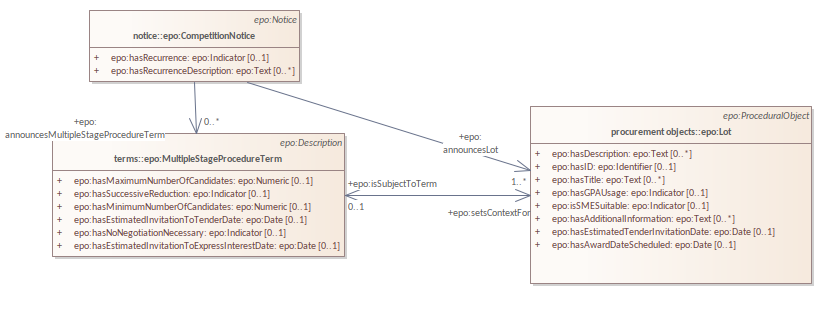 epo:Notice
notice::epo:CompetitionNotice
+ epo:hasRecurrence: epo:Indicator [0..1]
+ epo:hasRecurrenceDescription: epo:Text [0..*]
+epo:
announcesMultipleStageProcedureTerm
0..*
epo:Description
terms::epo:MultipleStageProcedureTerm
+ epo:hasMaximumNumberOfCandidates: epo:Numeric [0..1]
+ epo:hasSuccessiveReduction: epo:Indicator [0..1]
+ epo:hasMinimumNumberOfCandidates: epo:Numeric [0..1]
+ epo:hasEstimatedInvitationToTenderDate: epo:Date [0..1]
+ epo:hasNoNegotiationNecessary: epo:Indicator [0..1]
+ epo:hasEstimatedInvitationToExpressInterestDate: epo:Date [0..1]
+epo:
announcesLot
1..*
+epo:isSubjectToTerm
0..1
+epo:setsContextFor
epo:ProceduralObject
procurement objects::epo:Lot
+ epo:hasDescription: epo:Text [0..*]
+ epo:hasID: epo:Identifier [0..1]
+ epo:hasTitle: epo:Text [0..*]
+ epo:hasGPAUsage: epo:Indicator [0..1]
+ epo:isSMESuitable: epo:Indicator [0..1]
+ epo:hasAdditionalInformation: epo:Text [0..*]
+ epo:hasEstimatedTenderInvitationDate: epo:Date [0..1]
+ epo:hasAwardDateScheduled: epo:Date [0..1]